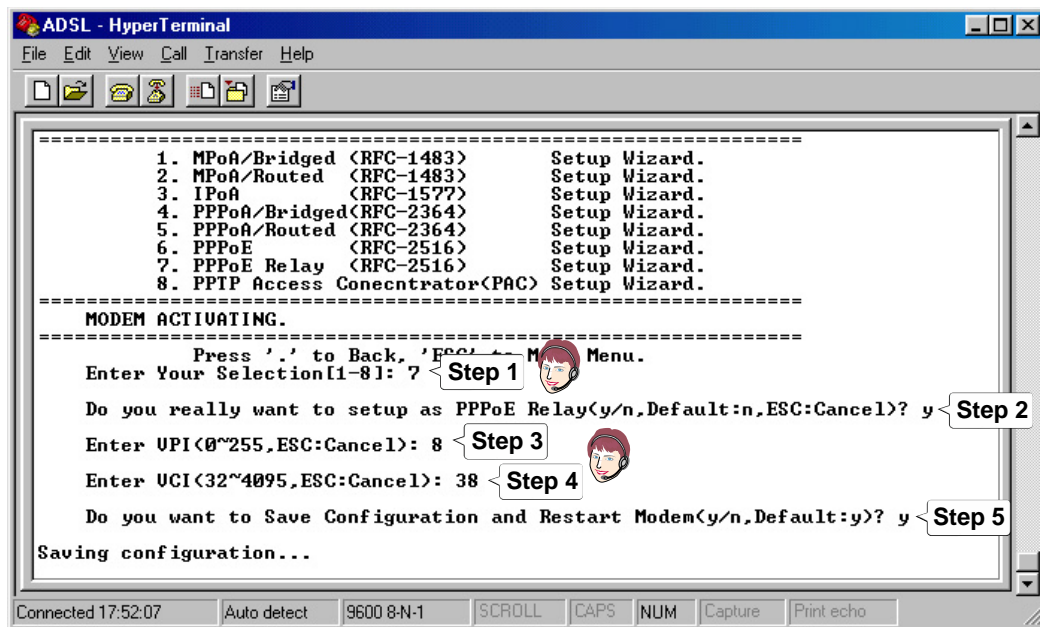 ADSL - HyperTerminal
File Edit View Call Transfer Help
================================================================
1. MPoA/Bridged (RFC-1483) Setup Wizard.
2. MPoA/Routed (RFC-1483) Setup Wizard.
3. IPoA (RFC-1577) Setup Wizard.
4. PPPoA/Bridged(RFC-2364) Setup Wizard.
5. PPPoA/Routed (RFC-2364) Setup Wizard.
6. PPPoE (RFC-2516) Setup Wizard.
7. PPPoE Relay (RFC-2516) Setup Wizard.
8. PPTP Access Conecntrator(PAC) Setup Wizard.
================================================================
MODEM ACTIVATING.
================================================================
Press '.' to Back, 'ESC' to M Menu.
Enter Your Selection[1-8]: 7 Step 1
Do you really want to setup as PPPoE Relay(y/n,Default:n,ESC:Cancel)? y Step 2
Enter VPI(0~255,ESC:Cancel): 8 Step 3
Enter VCI(32~4095,ESC:Cancel): 38 Step 4
Do you want to Save Configuration and Restart Modem(y/n,Default:y)? y Step 5
Saving configuration...
Connected 17:52:07 Auto detect 9600 8-N-1 SCROLL CAPS NUM Capture Print echo